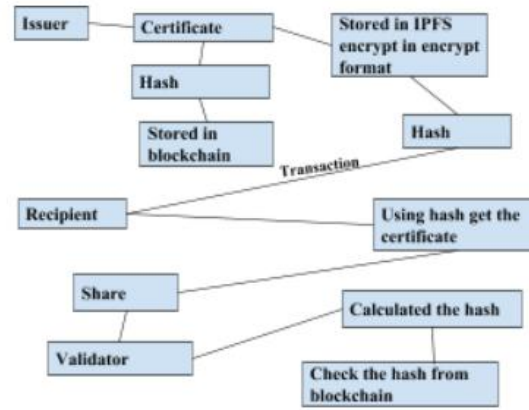 Issuer
Certificate
Stored in IPFS
encrypt in encrypt
format
Hash
Stored in
blockchain
Hash
Transaction
Recipient
Using hash get the
certificate
Share
Calculated the hash
Validator
Check the hash from
blockchain